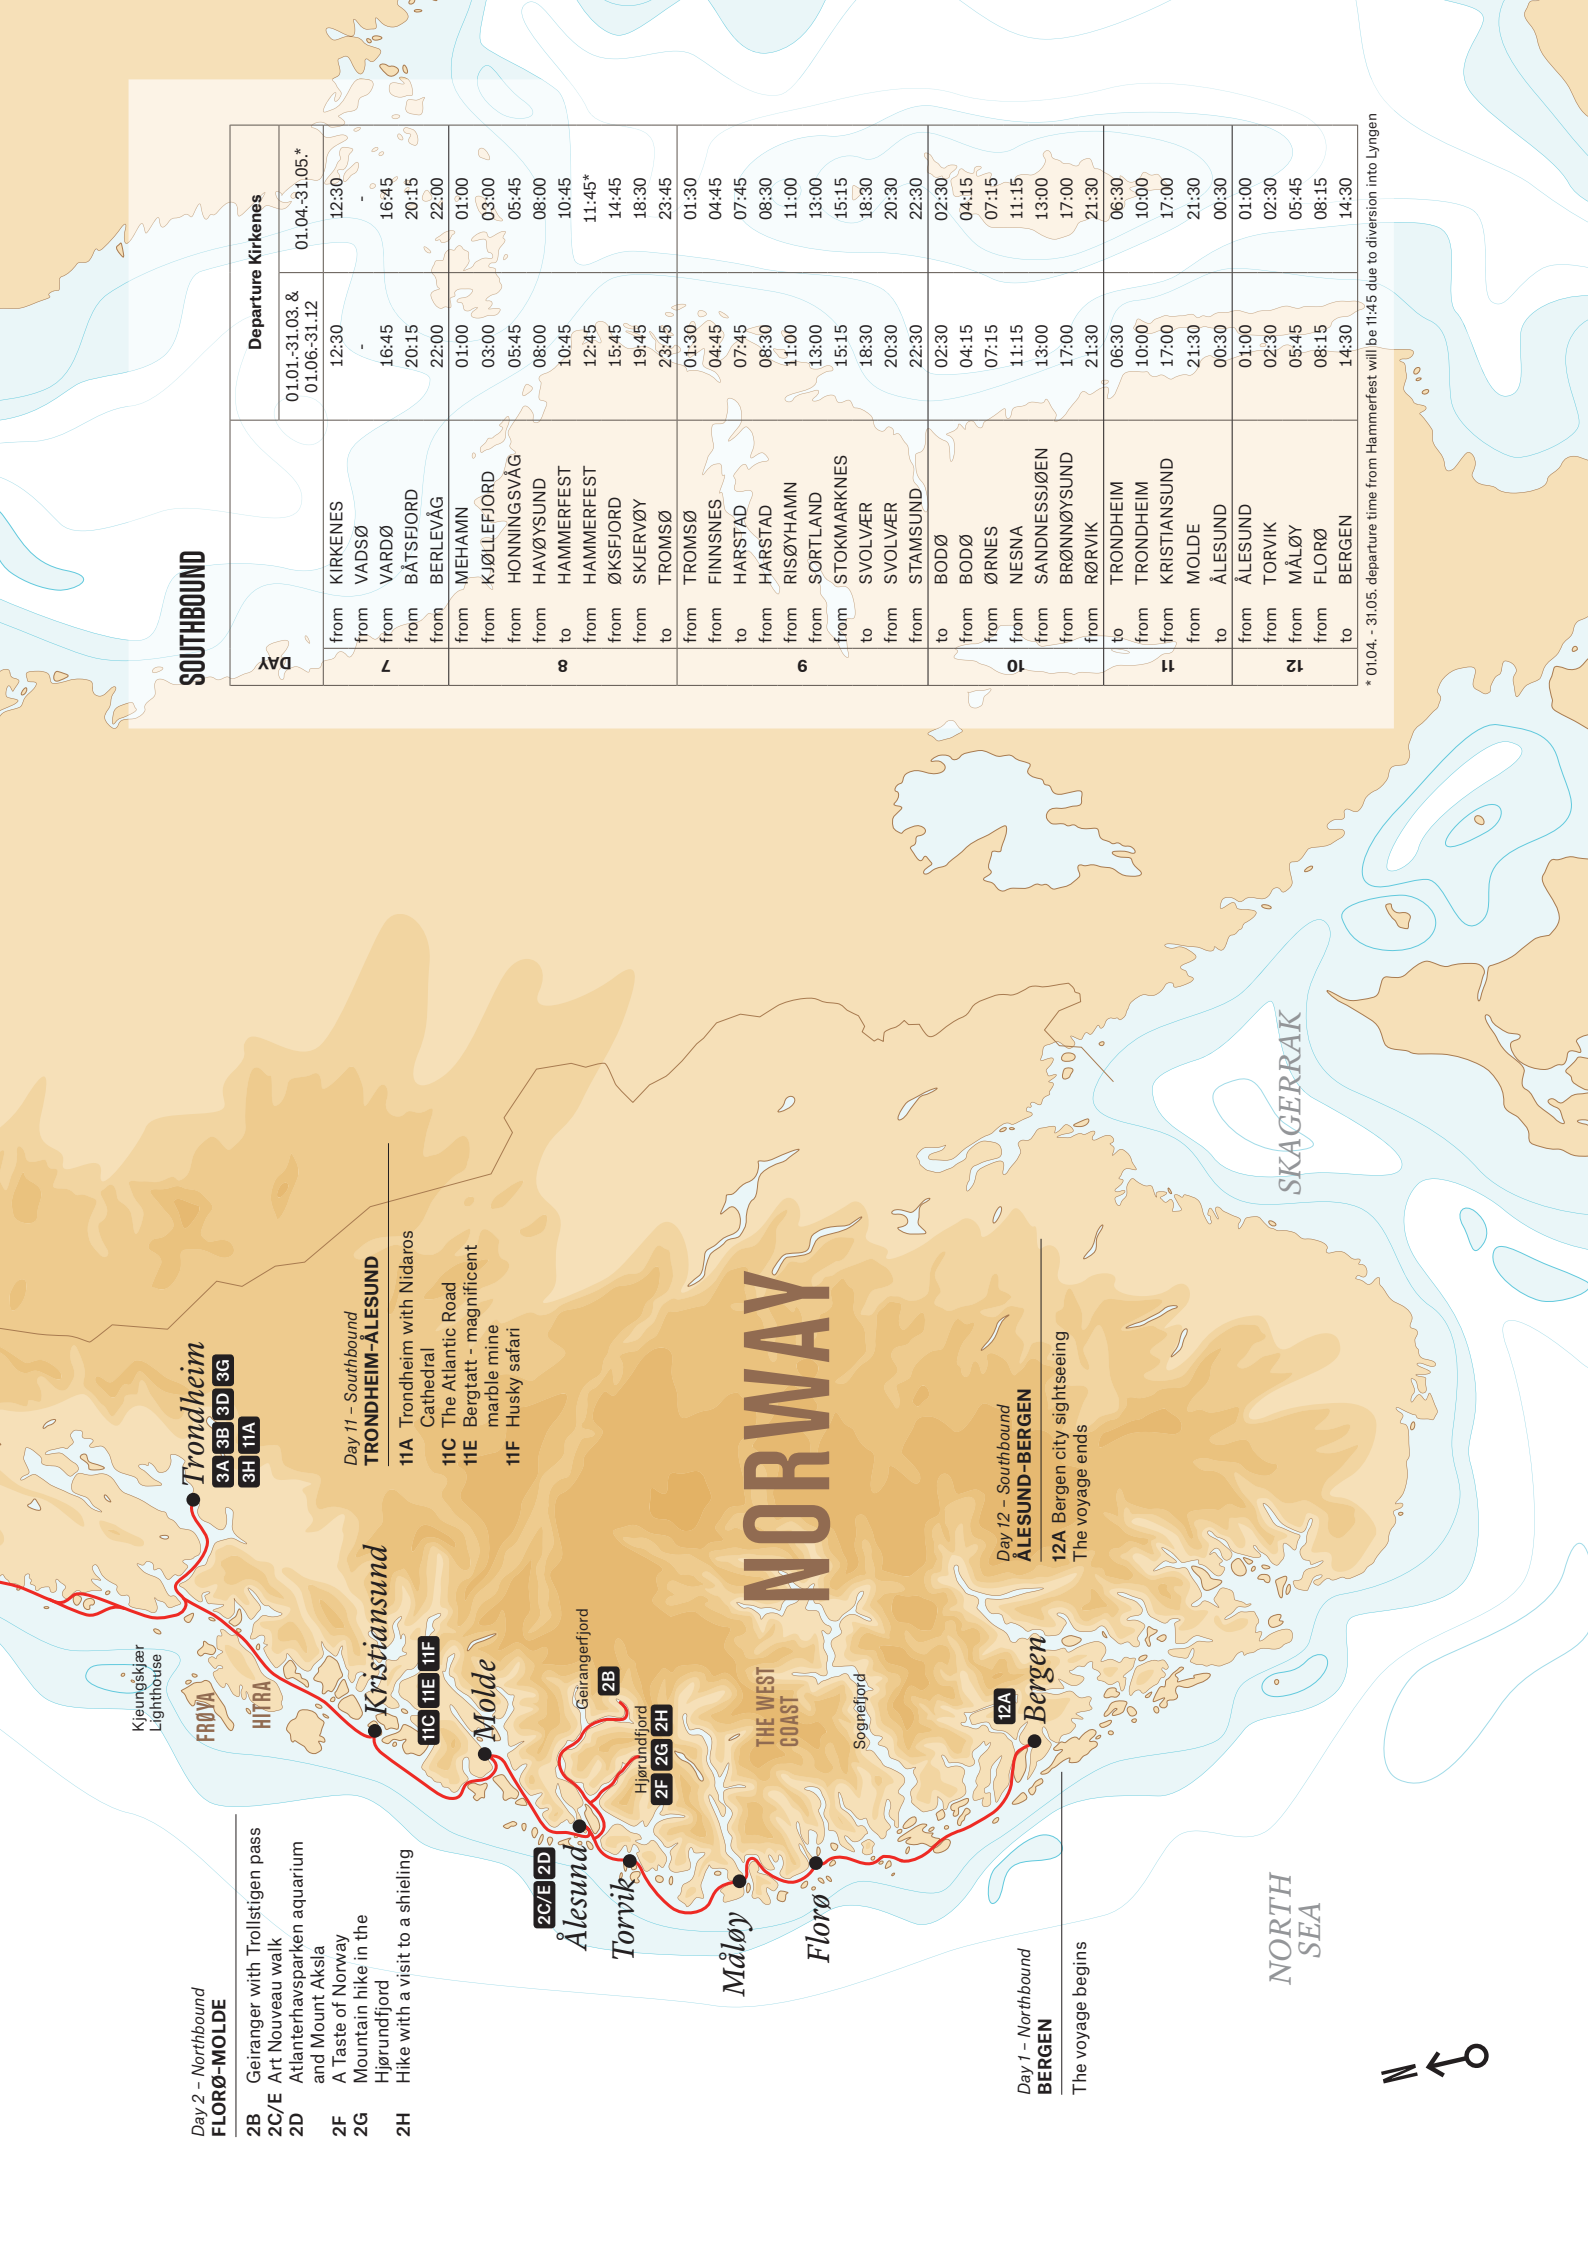 SOUTHBOUND
DAY Departure Kirkenes
01.01.-31.03. & 01.04.-31.05.*
01.06.-31.12
7 from KIRKENES 12:30 12:30
from VADSØ - -
from VARDØ 16:45 16:45
from BÅTSFJORD 20:15 20:15
from BERLEVÅG 22:00 22:00
8 from MEHAMN 01:00 01:00
from KJØLLEFJORD 03:00 03:00
from HONNINGSVÅG 05:45 05:45
from HAVØYSUND 08:00 08:00
to HAMMERFEST 10:45 10:45
from HAMMERFEST 12:45 11:45*
from ØKSFJORD 15:45 14:45
from SKJERVØY 19:45 18:30
to TROMSØ 23:45 23:45
9 from TROMSØ 01:30 01:30
from FINNSNES 04:45 04:45
to HARSTAD 07:45 07:45
from HARSTAD 08:30 08:30
from RISØYHAMN 11:00 11:00
from SORTLAND 13:00 13:00
from STOKMARKNES 15:15 15:15
to SVOLVÆR 18:30 18:30
from SVOLVÆR 20:30 20:30
from STAMSUND 22:30 22:30
10 to BODØ 02:30 02:30
from BODØ 04:15 04:15
from ØRNES 07:15 07:15
from NESNA 11:15 11:15
from SANDNESSJØEN 13:00 13:00
from BRØNNØYSUND 17:00 17:00
from RØRVIK 21:30 21:30
11 to TRONDHEIM 06:30 06:30
from TRONDHEIM 10:00 10:00
from KRISTIANSUND 17:00 17:00
from MOLDE 21:30 21:30
to ÅLESUND 00:30 00:30
12 from ÅLESUND 01:00 01:00
from TORVIK 02:30 02:30
from MÅLØY 05:45 05:45
from FLORØ 08:15 08:15
to BERGEN 14:30 14:30
* 01.04. - 31.05. departure time from Hammerfest will be 11:45 due to diversion into Lyngen
Kjeungskjær
Lighthouse
FRØYA
HITRA
Trondheim
3A 3B 3D 3G
3H 11A
Day 11 – Southbound
TRONDHEIM–ÅLESUND
11A Trondheim with Nidaros
Cathedral
11C The Atlantic Road
11E Bergtatt - magnificent
marble mine
11F Husky safari
Kristiansund
11C 11E 11F
Molde
Day 2 – Northbound
FLORØ–MOLDE
2B Geiranger with Trollstigen pass
2C/E Art Nouveau walk
2D Atlanterhavsparken aquarium
and Mount Aksla
2F A Taste of Norway
2G Mountain hike in the
Hjørundfjord
2H Hike with a visit to a shieling
2C/E 2D
Ålesund
Geirangerfjord
2B
Hjørundfjord
2F 2G 2H
Torvik
Måløy
Florø
THE WEST
COAST
Sognefjord
NORWAY
12A
Bergen
Day 12 – Southbound
ÅLESUND–BERGEN
12A Bergen city sightseeing
The voyage ends
Day 1 – Northbound
BERGEN
The voyage begins
SKAGERRAK
NORTH
SEA
N